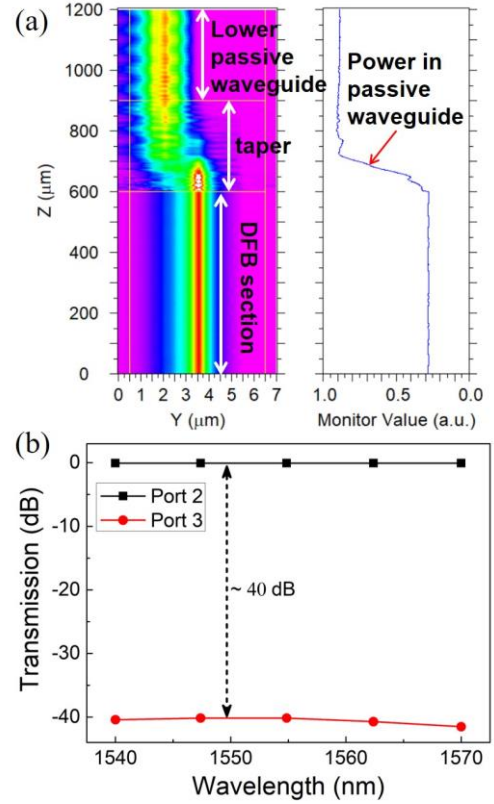 (a)
1200
1000
800
600
400
200
0
Z (μm)
Lower
passive
waveguide
taper
DFB section
0 1 2 3 4 5 6 7
Y (μm)
Power in
passive
waveguide
1.0 0.5 0.0
Monitor Value (a.u.)
(b)
0
-10
-20
-30
-40
Transmission (dB)
Port 2
Port 3
~ 40 dB
1540 1550 1560 1570
Wavelength (nm)